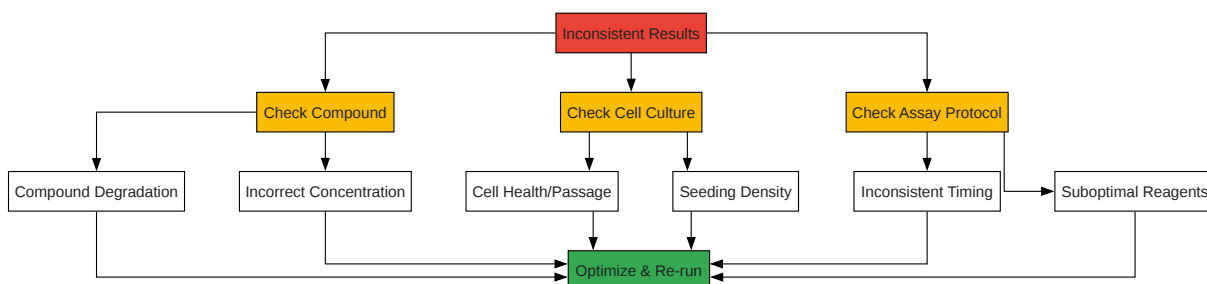 Inconsistent Results
Check Compound
Check Cell Culture
Check Assay Protocol
Compound Degradation
Incorrect Concentration
Cell Health/Passage
Seeding Density
Inconsistent Timing
Suboptimal Reagents
Optimize & Re-run